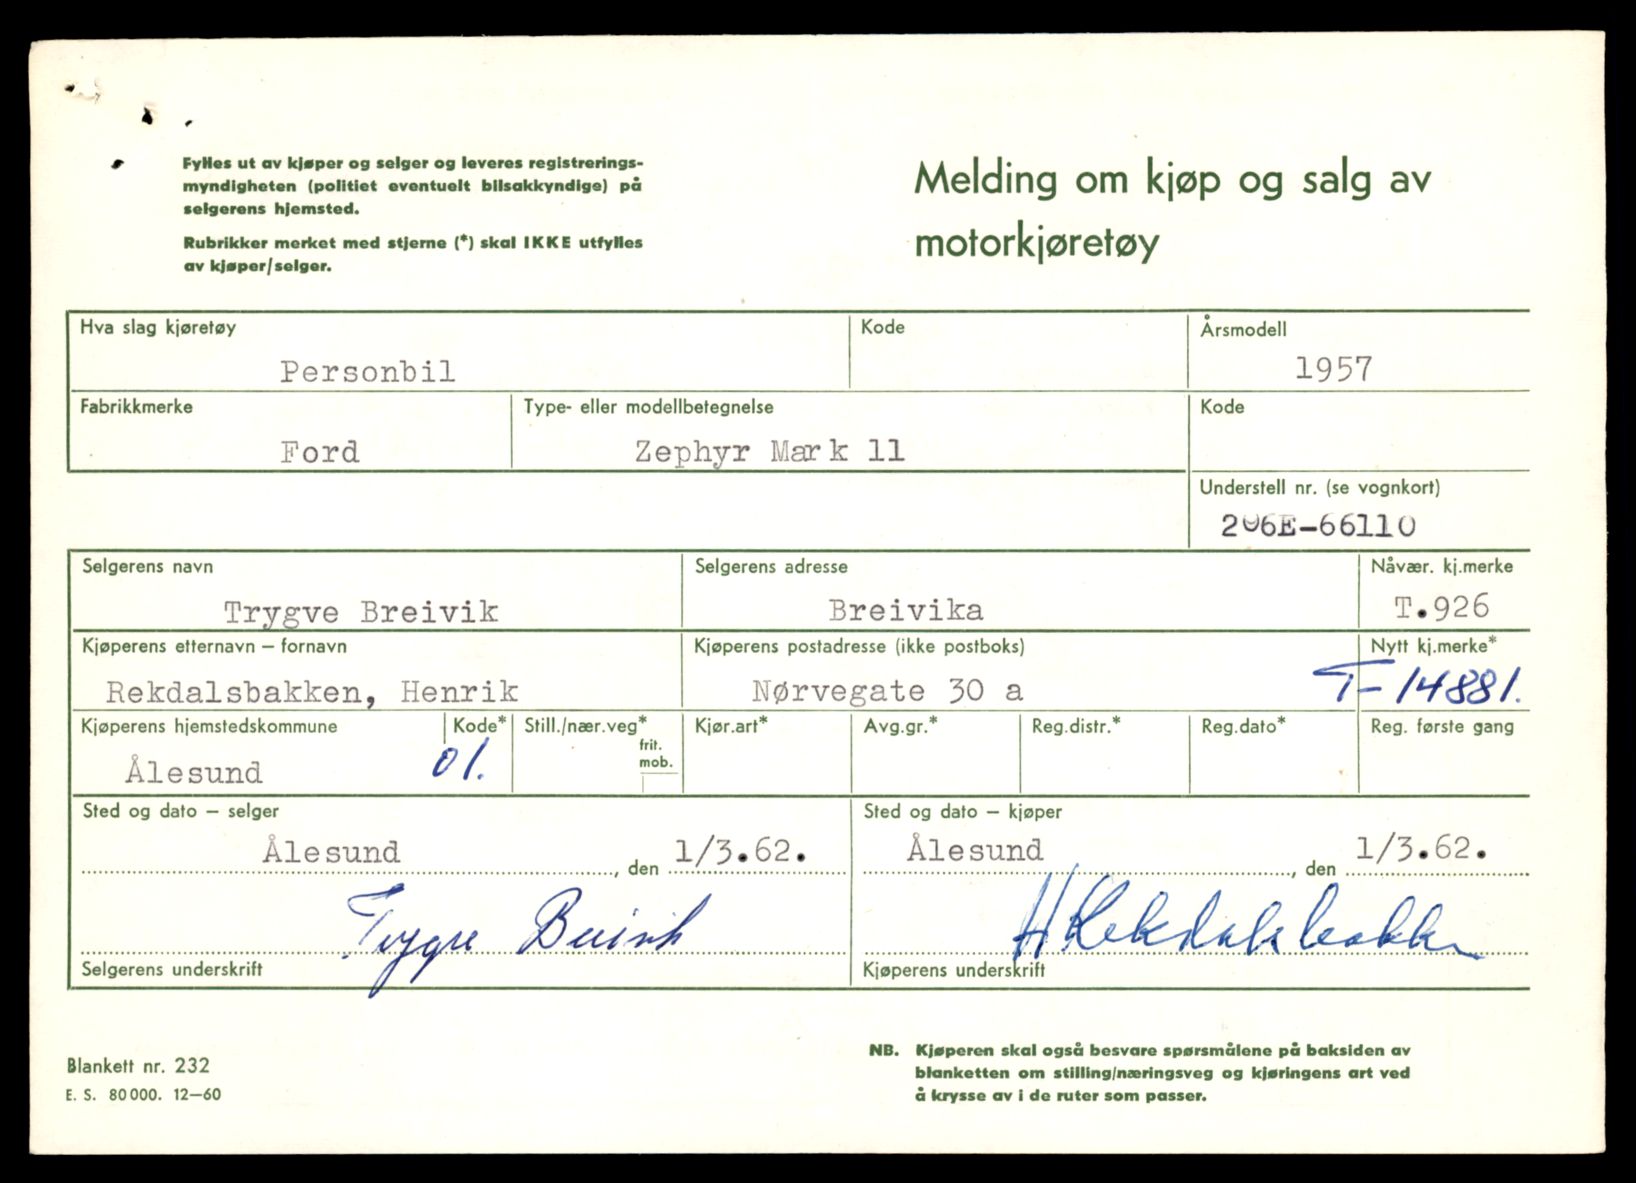 Fylles ut av kjøper og selger og leveres registrerings-
myndigheten (politiet eventuelt bilsakkyndige) på
selgerens hjemsted.
Rubrikker merket med stjerne (*) skal IKKE utfylles
av kjøper/selger.
Melding om kjøp og salg av
motorkjøretøy
Hva slag kjøretøy
Kode
Årsmodell
Personbil
1957
Fabrikkmerke
Type- eller modellbetegnelse
Kode
Ford
Zephyr Mark 11
Understell nr. (se vognkort)
206E-66110
Selgerens navn
Selgerens adresse
Nåvær. kj.merke
Trygve Breivik
Breivika
T.926
Kjøperens etternavn – fornavn
Kjøperens postadresse (ikke postboks)
Nytt kj.merke*
Rekdalsbakken, Henrik
Nørvegate 30 a
T-14881.
Kjøperens hjemstedskommune
Kode*
Still./nær.veg*
frit.
mob.
Kjør.art*
Avg.gr.*
Reg.distr.*
Reg.dato*
Reg. første gang
Ålesund
01.
Sted og dato – selger
Sted og dato – kjøper
Ålesund, den 1/3.62.
Ålesund, den 1/3.62.
Trygve Breivik
H Rekdalsbakken
Selgerens underskrift
Kjøperens underskrift
Blankett nr. 232
E. S. 80000. 12–60
NB. Kjøperen skal også besvare spørsmålene på baksiden av
blanketten om stilling/næringsveg og kjøringens art ved
å krysse av i de ruter som passer.